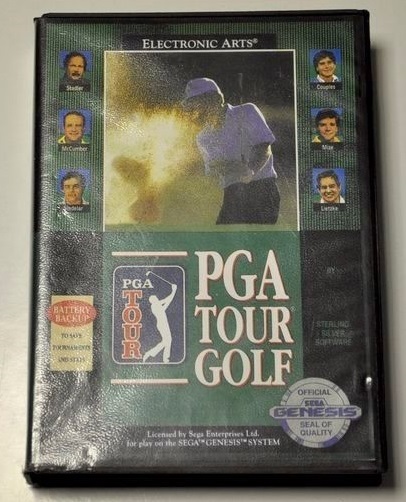 ELECTRONIC ARTS®
Stadler
Couples
McCumber
Mize
Lietzke
PGA
TOUR
PGA
TOUR®
GOLF
BATTERY
BACKUP
TO SAVE
TOURNAMENTS
AND STATS
BY
STERLING
SILVER
SOFTWARE
OFFICIAL
SEGA
GENESIS
SEAL OF
QUALITY
Licensed by Sega Enterprises Ltd.
for play on the SEGA™ GENESIS™ SYSTEM